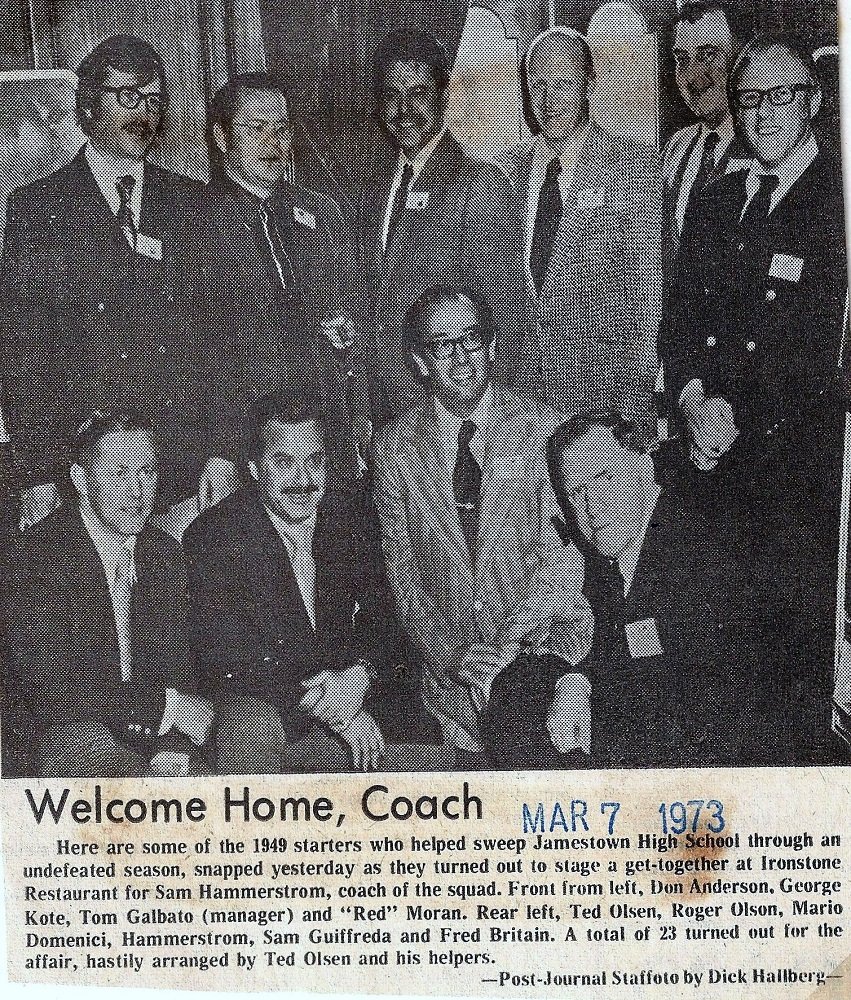 Welcome Home, Coach MAR 7 1973
Here are some of the 1949 starters who helped sweep Jamestown High School through an
undefeated season, snapped yesterday as they turned out to stage a get-together at Ironstone
Restaurant for Sam Hammerstrom, coach of the squad. Front from left, Don Anderson, George
Kote, Tom Galbato (manager) and “Red” Moran. Rear left, Ted Olsen, Roger Olson, Mario
Domenici, Hammerstrom, Sam Guiffreda and Fred Britain. A total of 23 turned out for the
affair, hastily arranged by Ted Olsen and his helpers.
—Post-Journal Staffoto by Dick Hallberg—